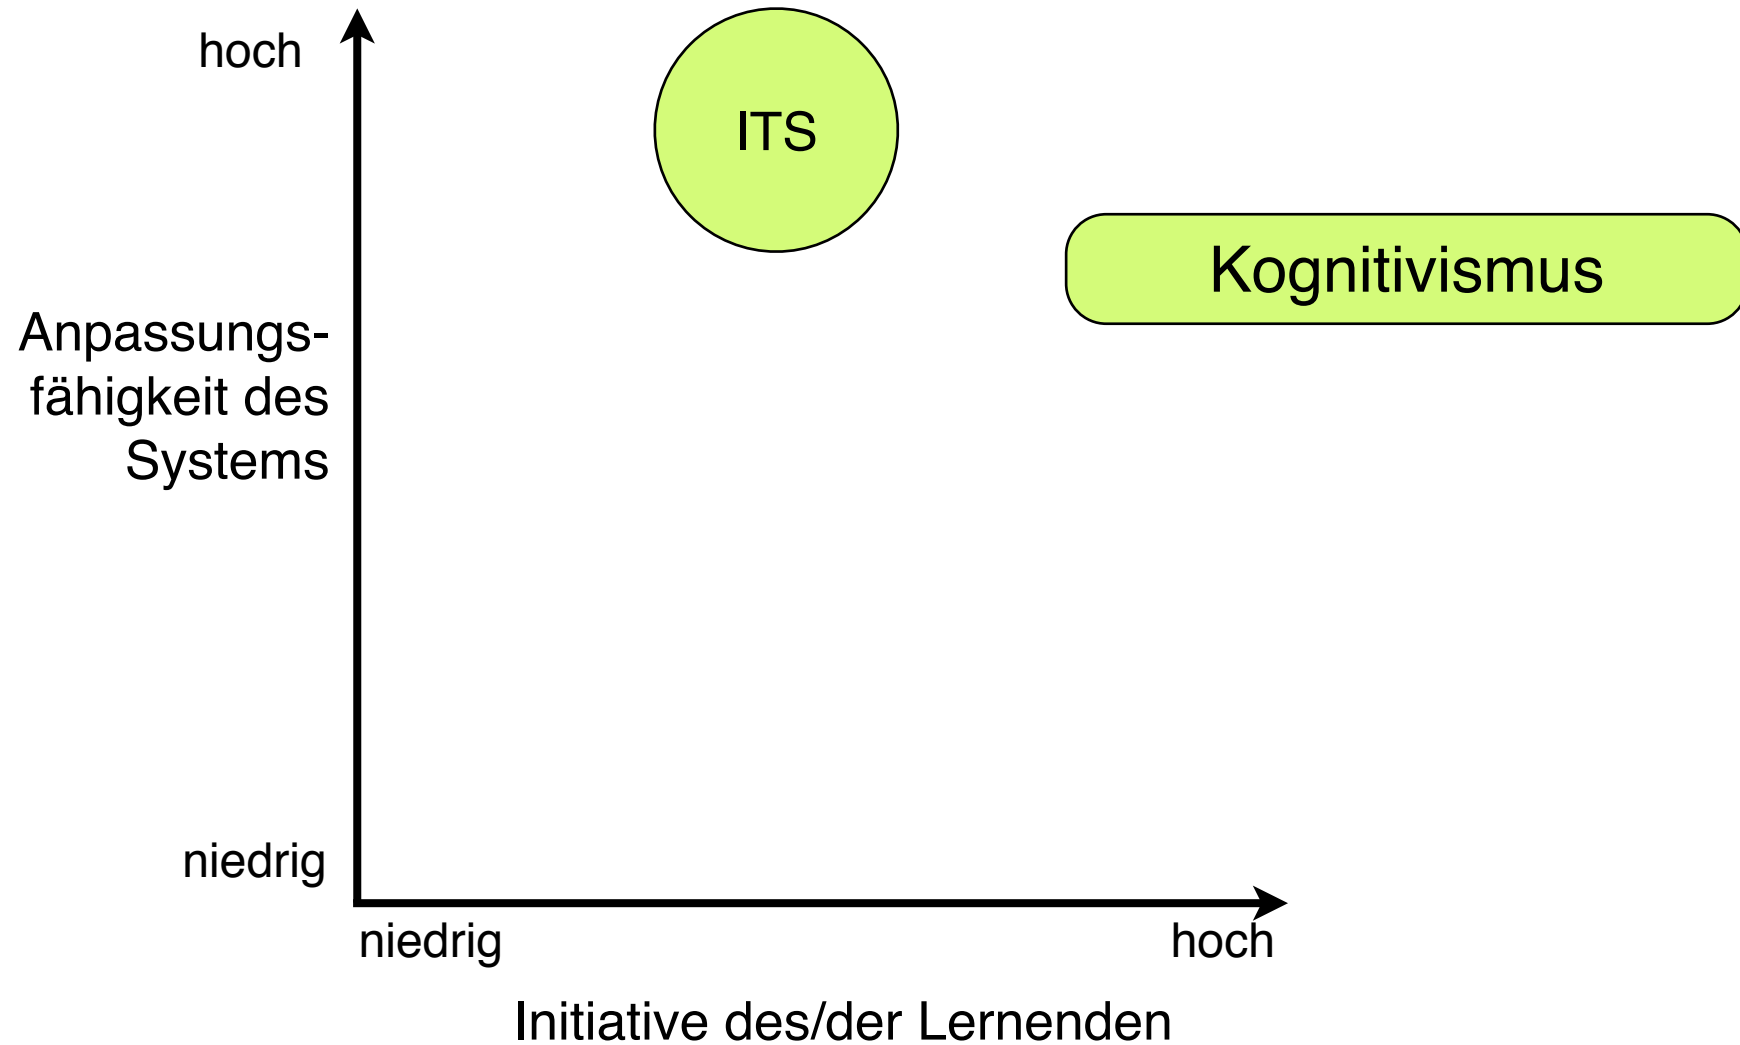 hoch
ITS
Kognitivismus
Anpassungs-
fähigkeit des
Systems
niedrig
niedrig
hoch
Initiative des/der Lernenden